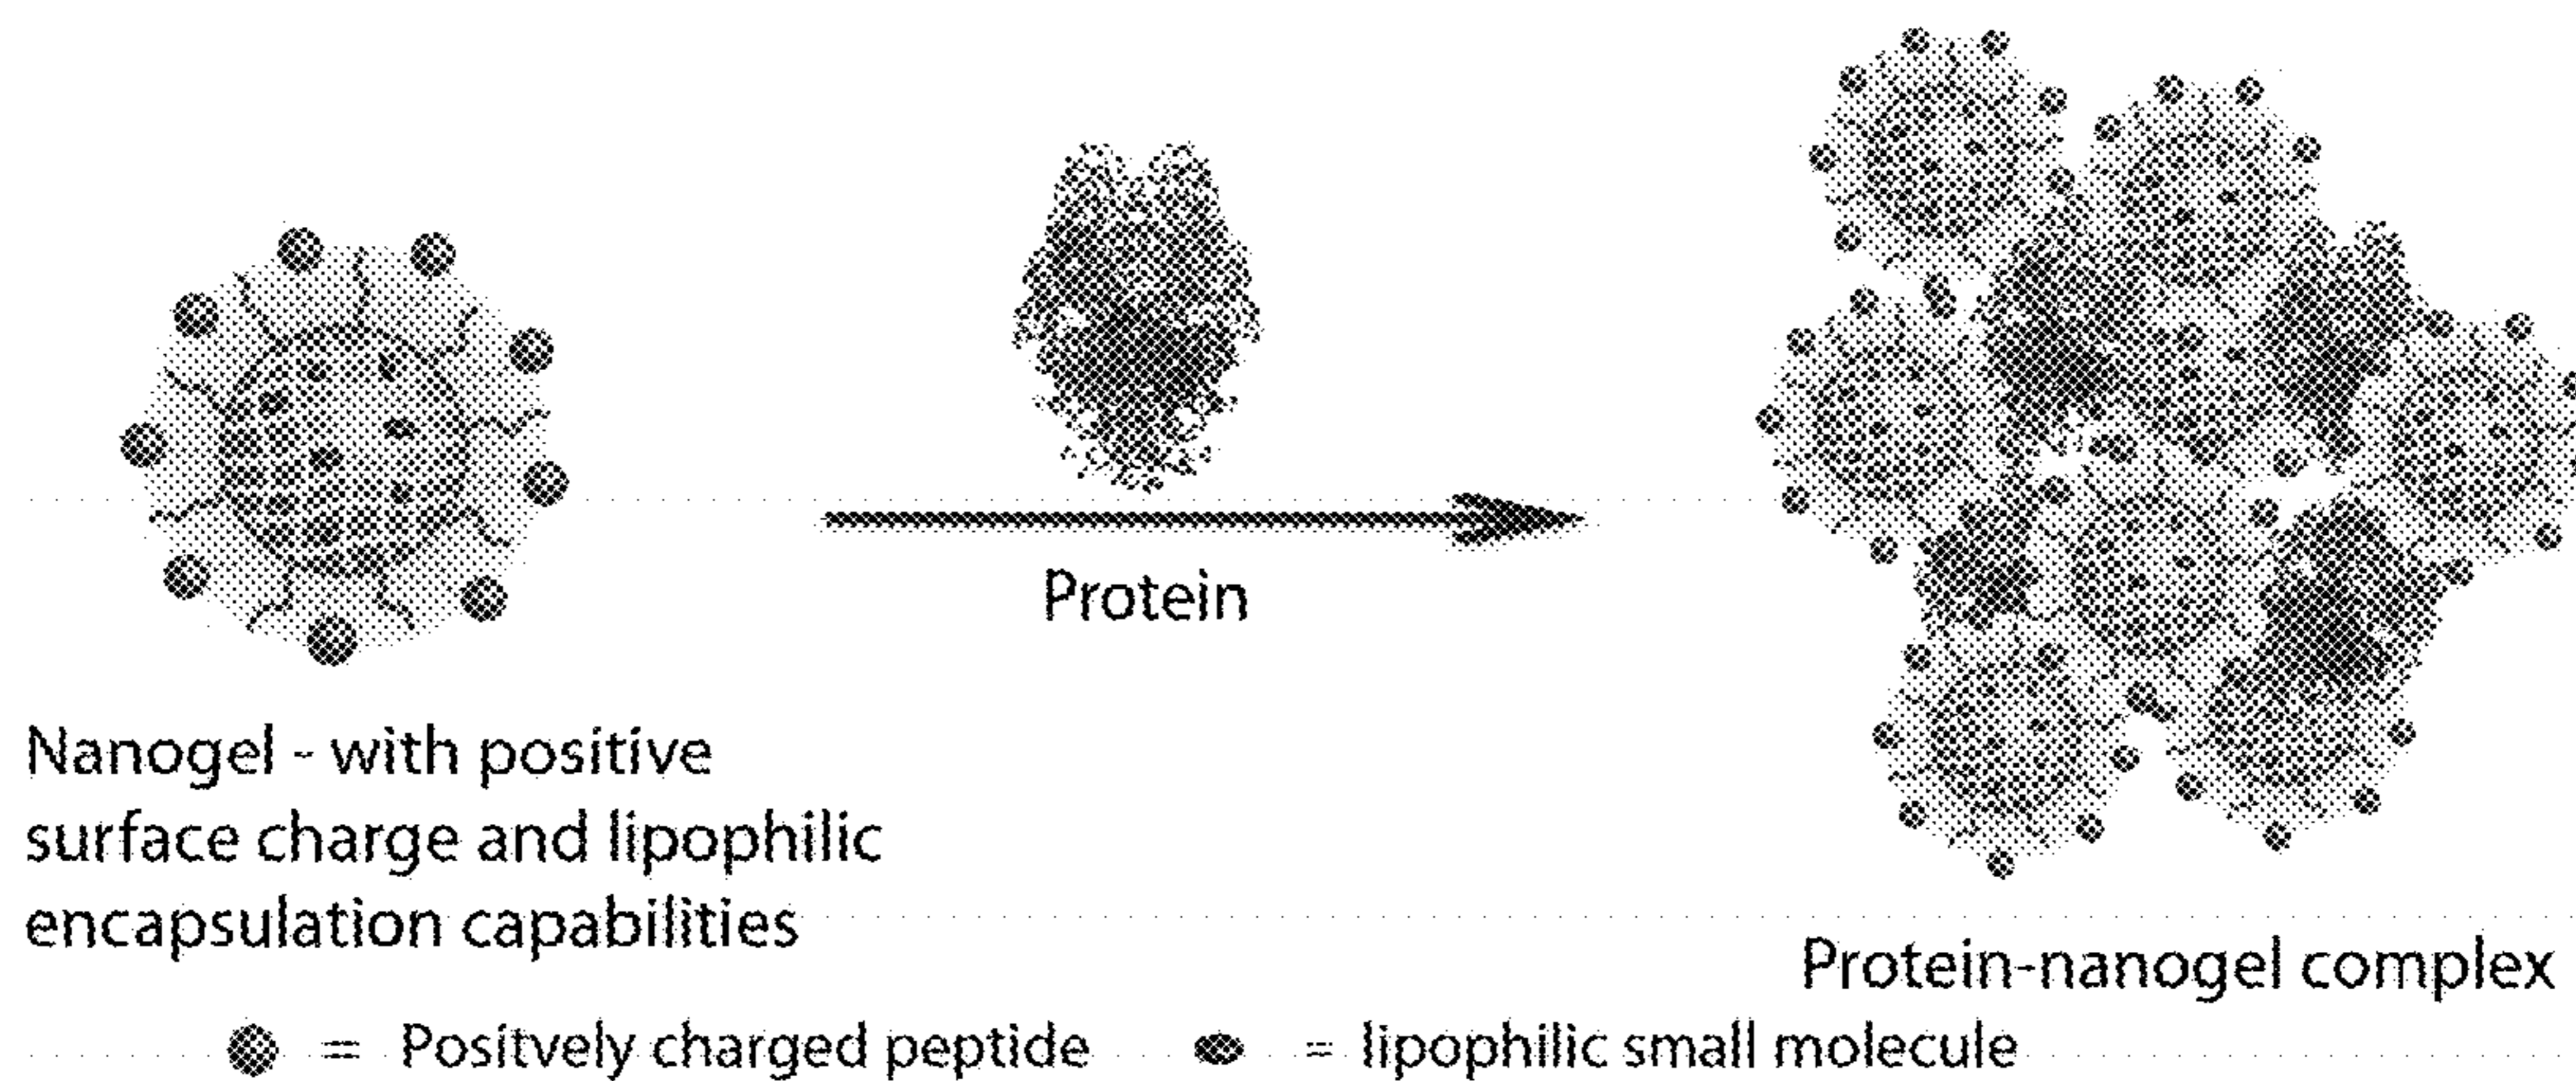 Protein
Nanogel - with positive
surface charge and lipophilic
encapsulation capabilities
Protein-nanogel complex
= Positvely charged peptide = lipophilic small molecule